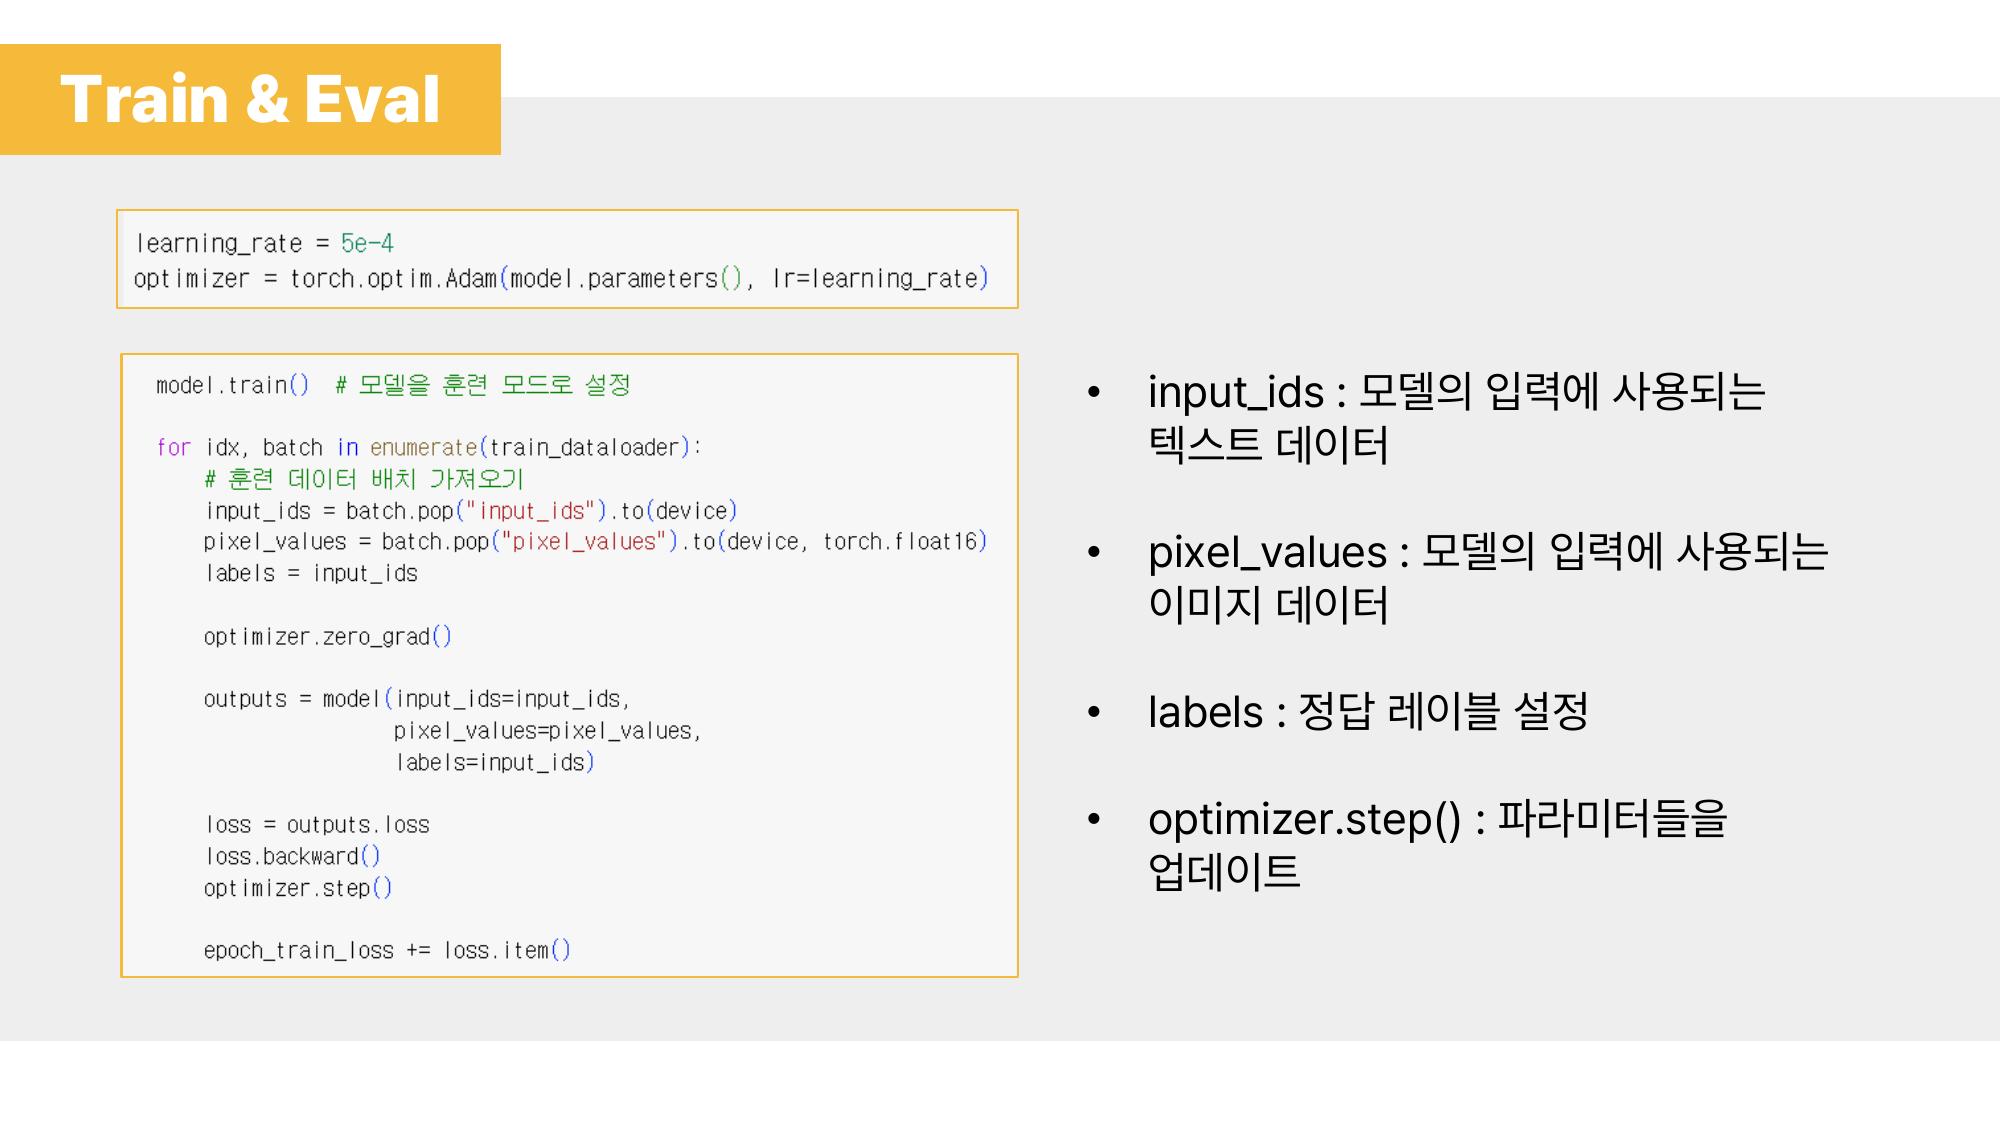 Train & Eval
learning_rate = 5e-4
optimizer = torch.optim.Adam(model.parameters(), lr=learning_rate)
model.train()  # 모델을 훈련 모드로 설정
for idx, batch in enumerate(train_dataloader):
# 훈련 데이터 배치 가져오기
input_ids = batch.pop("input_ids").to(device)
pixel_values = batch.pop("pixel_values").to(device, torch.float16)
labels = input_ids
optimizer.zero_grad()
outputs = model(input_ids=input_ids,
pixel_values=pixel_values,
labels=input_ids)
loss = outputs.loss
loss.backward()
optimizer.step()
epoch_train_loss += loss.item()
• input_ids : 모델의 입력에 사용되는
텍스트 데이터
• pixel_values : 모델의 입력에 사용되는
이미지 데이터
• labels : 정답 레이블 설정
• optimizer.step() : 파라미터들을
업데이트